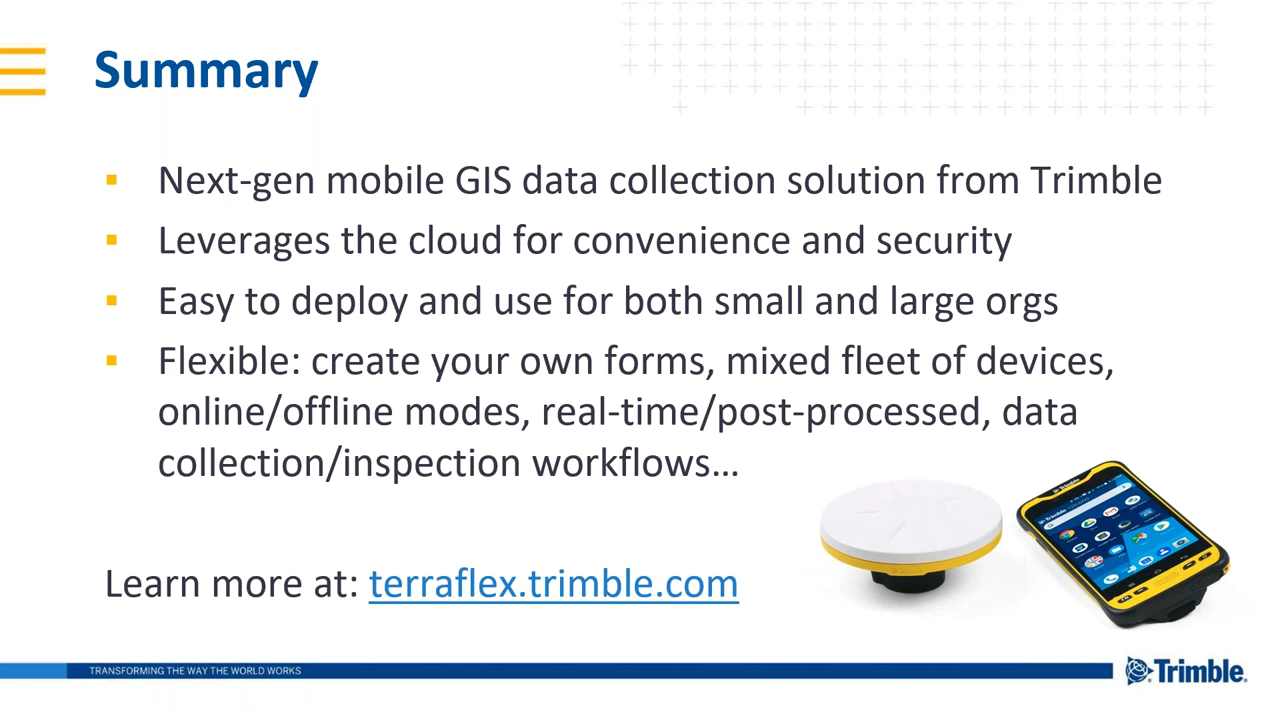 Summary
▪ Next-gen mobile GIS data collection solution from Trimble
▪ Leverages the cloud for convenience and security
▪ Easy to deploy and use for both small and large orgs
▪ Flexible: create your own forms, mixed fleet of devices,
online/offline modes, real-time/post-processed, data
collection/inspection workflows…
Trimble
Trimble
Learn more at: terraflex.trimble.com
TRANSFORMING THE WAY THE WORLD WORKS
Trimble®